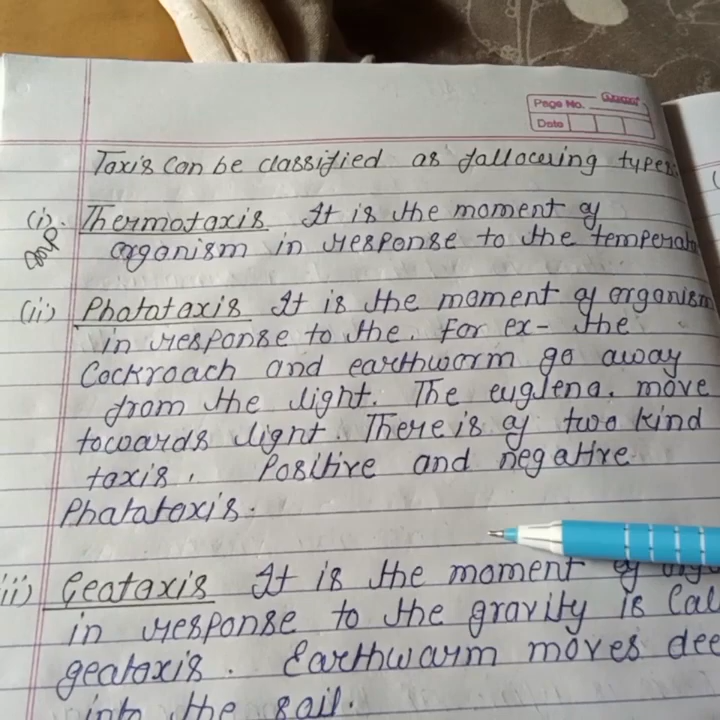 Page No.
Date
Taxis can be classified as following types
(i). Thermotaxis It is the moment of
organism in response to the temperat
(ii) Phototaxis It is the moment of organism
in response to the. For ex- the
Cockroach and earthworm go away
from the light. The euglena, move
towards light. There is of two kind
taxis. Positive and negative
Phototaxis.
iii) Geotaxis It is the moment of
in response to the gravity is Cal
geotaxis. Earthworm moves dee
into the soil.